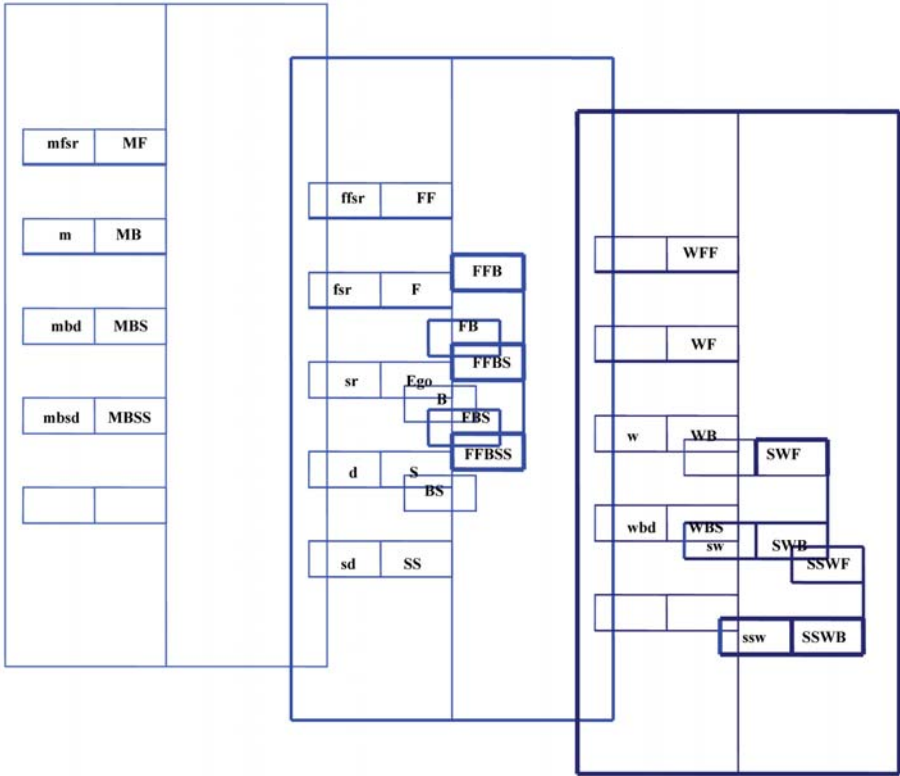 mfsr MF
m MB
mbd MBS
mbsd MBSS
ffsr FF
FFB
fsr F
FB
FFBS
sr Ego
B
FBS
FFBSS
d S
BS
sd SS
WFF
WF
w WB
SWF
wbd WBS
sw SWB
SSWF
ssw SSWB